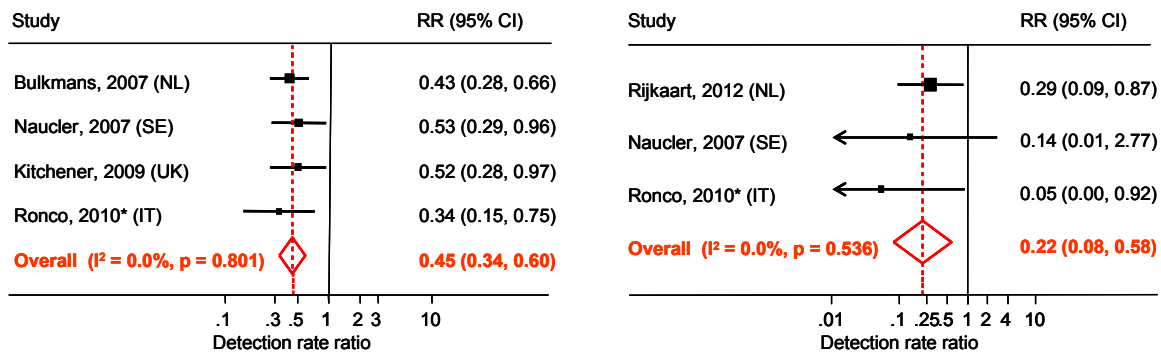 Study RR (95% CI)
Bulkmans, 2007 (NL) 0.43 (0.28, 0.66)
Naucler, 2007 (SE) 0.53 (0.29, 0.96)
Kitchener, 2009 (UK) 0.52 (0.28, 0.97)
Ronco, 2010* (IT) 0.34 (0.15, 0.75)
Overall (I² = 0.0%, p = 0.801) 0.45 (0.34, 0.60)
.1 .3 .5 1 2 3 10
Detection rate ratio
Study RR (95% CI)
Rijkaart, 2012 (NL) 0.29 (0.09, 0.87)
Naucler, 2007 (SE) 0.14 (0.01, 2.77)
Ronco, 2010* (IT) 0.05 (0.00, 0.92)
Overall (I² = 0.0%, p = 0.536) 0.22 (0.08, 0.58)
.01 .1 .25 .5 1 2 4 10
Detection rate ratio